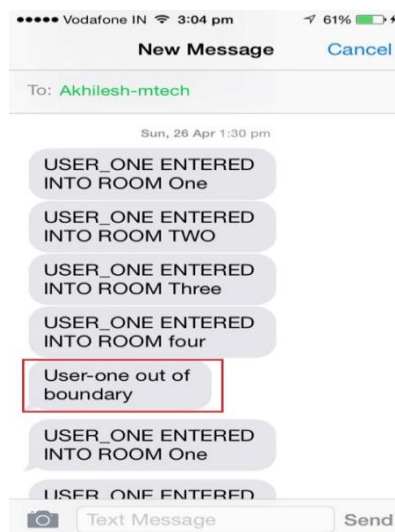 Vodafone IN 3:04 pm 61%
New Message Cancel
To: Akhilesh-mtech
Sun, 26 Apr 1:30 pm
USER_ONE ENTERED
INTO ROOM One
USER_ONE ENTERED
INTO ROOM TWO
USER_ONE ENTERED
INTO ROOM Three
USER_ONE ENTERED
INTO ROOM four
User-one out of
boundary
USER_ONE ENTERED
INTO ROOM One
USER_ONE ENTERED
Text Message Send